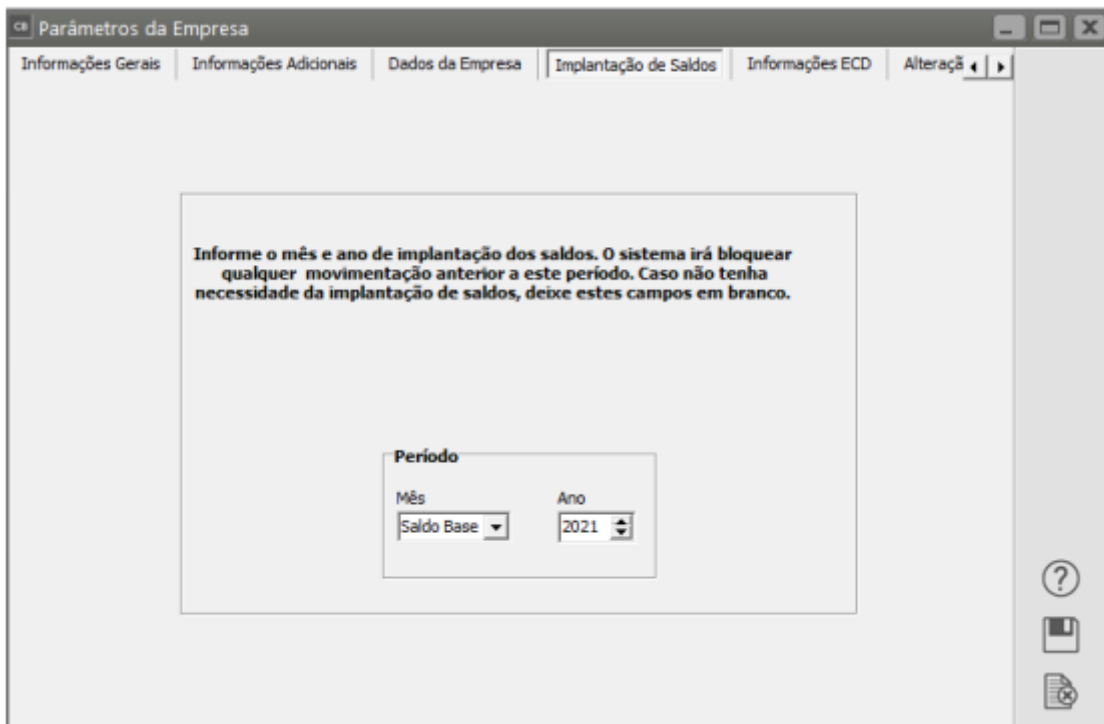 CB Parâmetros da Empresa
Informações Gerais Informações Adicionais Dados da Empresa Implantação de Saldos Informações ECD Alteraçã
Informe o mês e ano de implantação dos saldos. O sistema irá bloquear
qualquer movimentação anterior a este período. Caso não tenha
necessidade da implantação de saldos, deixe estes campos em branco.
Período
Mês Ano
Saldo Base 2021
?